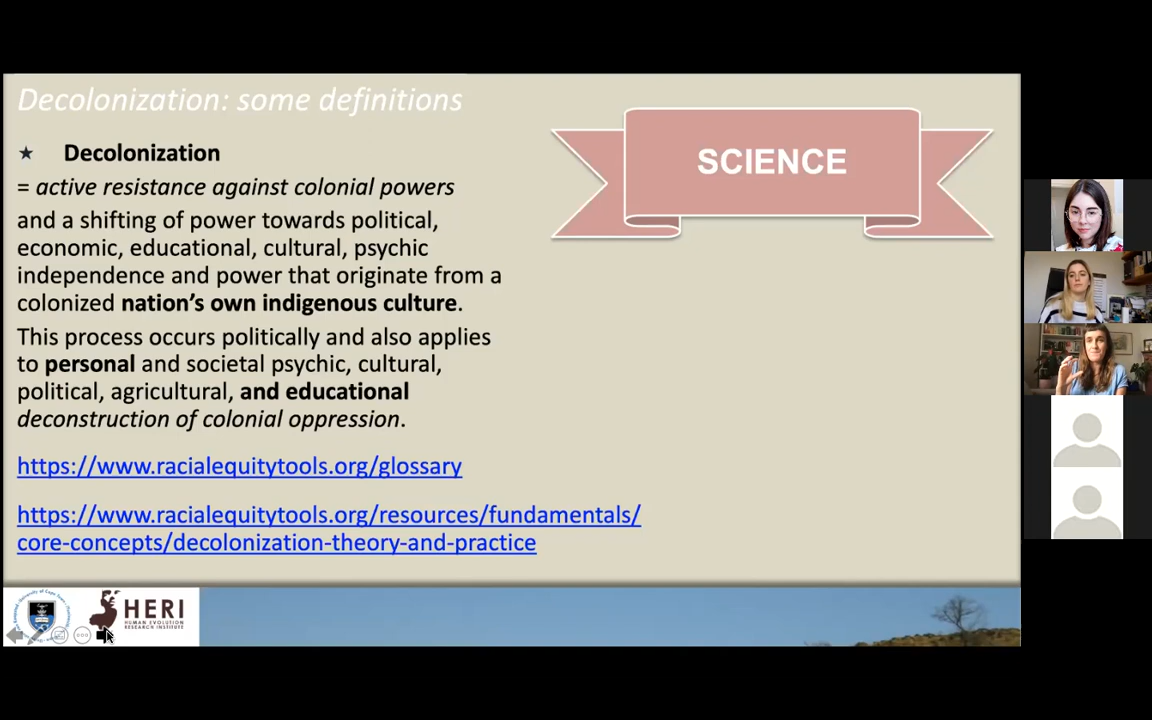 Decolonization: some definitions
★ Decolonization
= active resistance against colonial powers
and a shifting of power towards political,
economic, educational, cultural, psychic
independence and power that originate from a
colonized nation's own indigenous culture.
This process occurs politically and also applies
to personal and societal psychic, cultural,
political, agricultural, and educational
deconstruction of colonial oppression.
https://www.racialequitytools.org/glossary
https://www.racialequitytools.org/resources/fundamentals/
core-concepts/decolonization-theory-and-practice
SCIENCE
HERI
HUMAN EVOLUTION
RESEARCH INSTITUTE